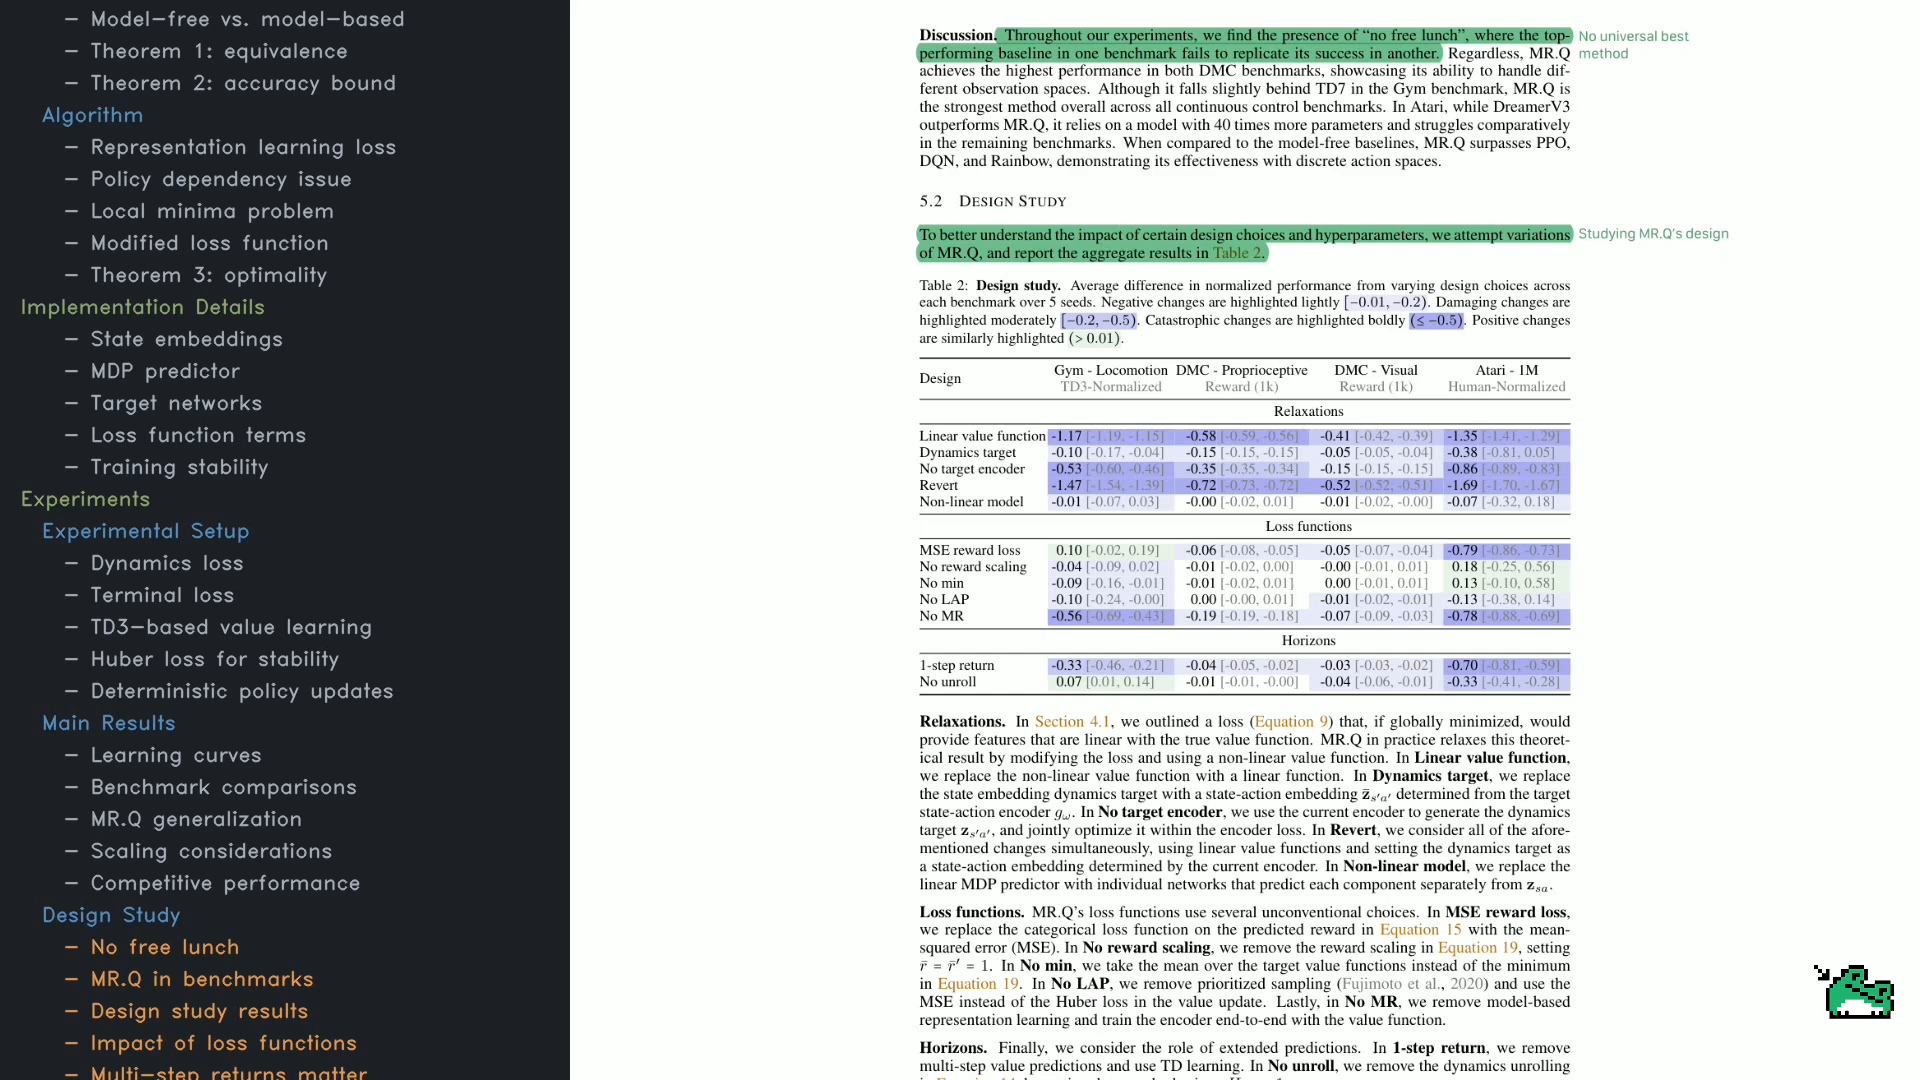 – Model-free vs. model-based
– Theorem 1: equivalence
– Theorem 2: accuracy bound
Algorithm
– Representation learning loss
– Policy dependency issue
– Local minima problem
– Modified loss function
– Theorem 3: optimality
Implementation Details
– State embeddings
– MDP predictor
– Target networks
– Loss function terms
– Training stability
Experiments
Experimental Setup
– Dynamics loss
– Terminal loss
– TD3-based value learning
– Huber loss for stability
– Deterministic policy updates
Main Results
– Learning curves
– Benchmark comparisons
– MR.Q generalization
– Scaling considerations
– Competitive performance
Design Study
– No free lunch
– MR.Q in benchmarks
– Design study results
– Impact of loss functions
– Multi-step returns matter
Discussion. Throughout our experiments, we find the presence of “no free lunch”, where the top-
performing baseline in one benchmark fails to replicate its success in another. Regardless, MR.Q
achieves the highest performance in both DMC benchmarks, showcasing its ability to handle dif-
ferent observation spaces. Although it falls slightly behind TD7 in the Gym benchmark, MR.Q is
the strongest method overall across all continuous control benchmarks. In Atari, while DreamerV3
outperforms MR.Q, it relies on a model with 40 times more parameters and struggles comparatively
in the remaining benchmarks. When compared to the model-free baselines, MR.Q surpasses PPO,
DQN, and Rainbow, demonstrating its effectiveness with discrete action spaces.
No universal best
method
5.2 DESIGN STUDY
To better understand the impact of certain design choices and hyperparameters, we attempt variations
of MR.Q, and report the aggregate results in Table 2.
Studying MR.Q's design
Table 2: Design study. Average difference in normalized performance from varying design choices across
each benchmark over 5 seeds. Negative changes are highlighted lightly [−0.01, −0.2). Damaging changes are
highlighted moderately [−0.2, −0.5). Catastrophic changes are highlighted boldly (≤ −0.5). Positive changes
are similarly highlighted (> 0.01).
Design Gym - Locomotion DMC - Proprioceptive DMC - Visual Atari - 1M
TD3-Normalized Reward (1k) Reward (1k) Human-Normalized
Relaxations
Linear value function -1.17 [-1.19, -1.15] -0.58 [-0.59, -0.56] -0.41 [-0.42, -0.39] -1.35 [-1.41, -1.29]
Dynamics target -0.10 [-0.17, -0.04] -0.15 [-0.15, -0.15] -0.05 [-0.05, -0.04] -0.38 [-0.81, 0.05]
No target encoder -0.53 [-0.60, -0.46] -0.35 [-0.35, -0.34] -0.15 [-0.15, -0.15] -0.86 [-0.89, -0.83]
Revert -1.47 [-1.54, -1.39] -0.72 [-0.73, -0.72] -0.52 [-0.52, -0.51] -1.69 [-1.70, -1.67]
Non-linear model -0.01 [-0.07, 0.03] -0.00 [-0.02, 0.01] -0.01 [-0.02, -0.00] -0.07 [-0.32, 0.18]
Loss functions
MSE reward loss 0.10 [-0.02, 0.19] -0.06 [-0.08, -0.05] -0.05 [-0.07, -0.04] -0.79 [-0.86, -0.73]
No reward scaling -0.04 [-0.09, 0.02] -0.01 [-0.02, 0.00] -0.00 [-0.01, 0.01] 0.18 [-0.25, 0.56]
No min -0.09 [-0.16, -0.01] -0.01 [-0.02, 0.01] 0.00 [-0.01, 0.01] 0.13 [-0.10, 0.58]
No LAP -0.10 [-0.24, -0.00] 0.00 [-0.00, 0.01] -0.01 [-0.02, -0.01] -0.13 [-0.38, 0.14]
No MR -0.56 [-0.69, -0.43] -0.19 [-0.19, -0.18] -0.07 [-0.09, -0.03] -0.78 [-0.88, -0.69]
Horizons
1-step return -0.33 [-0.46, -0.21] -0.04 [-0.05, -0.02] -0.03 [-0.03, -0.02] -0.70 [-0.81, -0.59]
No unroll 0.07 [0.01, 0.14] -0.01 [-0.01, -0.00] -0.04 [-0.06, -0.01] -0.33 [-0.41, -0.28]
Relaxations. In Section 4.1, we outlined a loss (Equation 9) that, if globally minimized, would
provide features that are linear with the true value function. MR.Q in practice relaxes this theoret-
ical result by modifying the loss and using a non-linear value function. In Linear value function,
we replace the non-linear value function with a linear function. In Dynamics target, we replace
the state embedding dynamics target with a state-action embedding z̄s′a′ determined from the target
state-action encoder gω. In No target encoder, we use the current encoder to generate the dynamics
target zs′a′, and jointly optimize it within the encoder loss. In Revert, we consider all of the afore-
mentioned changes simultaneously, using linear value functions and setting the dynamics target as
a state-action embedding determined by the current encoder. In Non-linear model, we replace the
linear MDP predictor with individual networks that predict each component separately from zsa.
Loss functions. MR.Q's loss functions use several unconventional choices. In MSE reward loss,
we replace the categorical loss function on the predicted reward in Equation 15 with the mean-
squared error (MSE). In No reward scaling, we remove the reward scaling in Equation 19, setting
r̄ = r̄′ = 1. In No min, we take the mean over the target value functions instead of the minimum
in Equation 19. In No LAP, we remove prioritized sampling (Fujimoto et al., 2020) and use the
MSE instead of the Huber loss in the value update. Lastly, in No MR, we remove model-based
representation learning and train the encoder end-to-end with the value function.
Horizons. Finally, we consider the role of extended predictions. In 1-step return, we remove
multi-step value predictions and use TD learning. In No unroll, we remove the dynamics unrolling